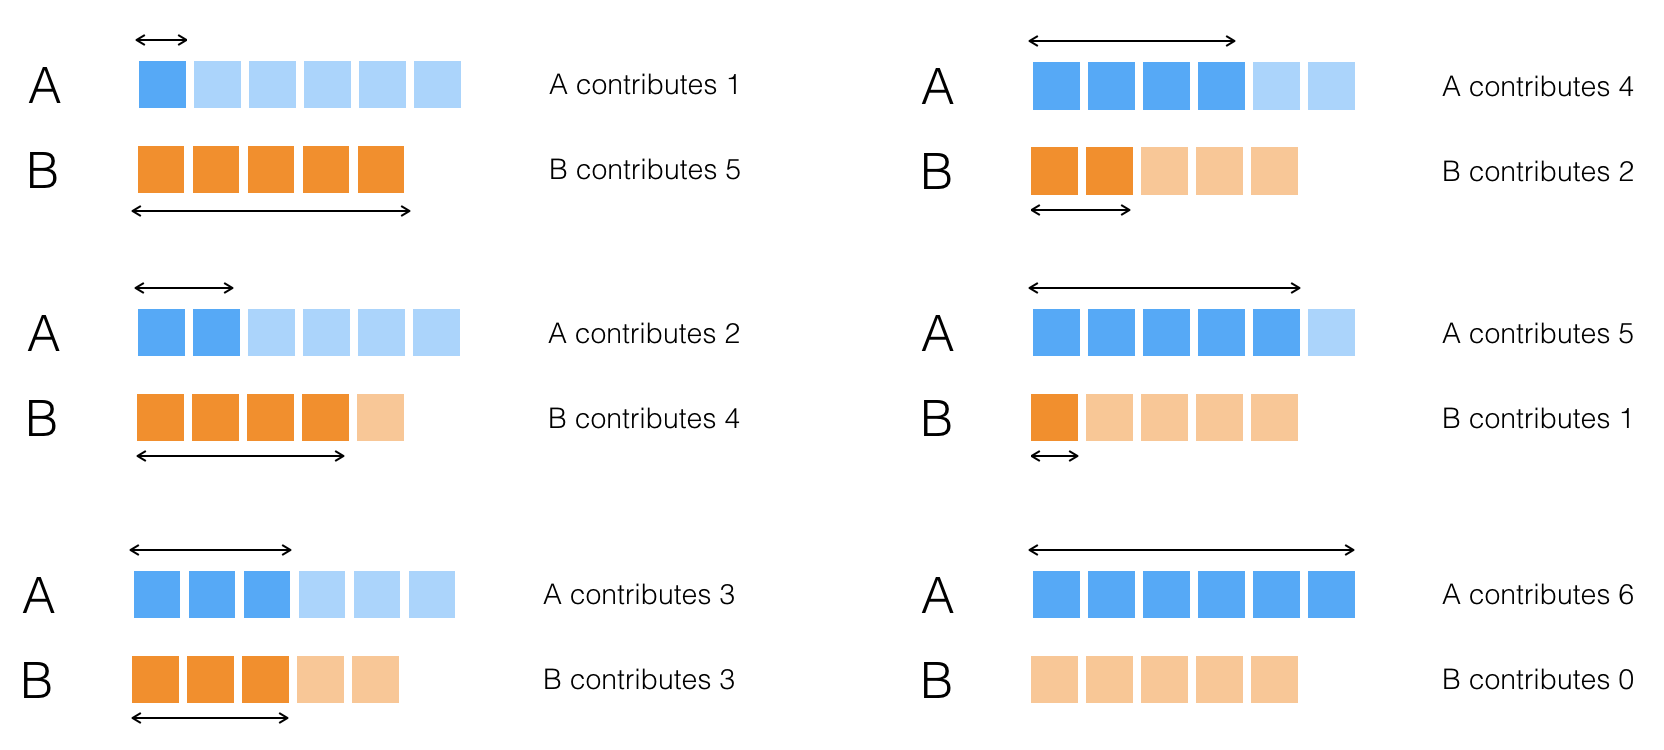 A
A contributes 1
B
B contributes 5
A
A contributes 2
B
B contributes 4
A
A contributes 3
B
B contributes 3
A
A contributes 4
B
B contributes 2
A
A contributes 5
B
B contributes 1
A
A contributes 6
B
B contributes 0